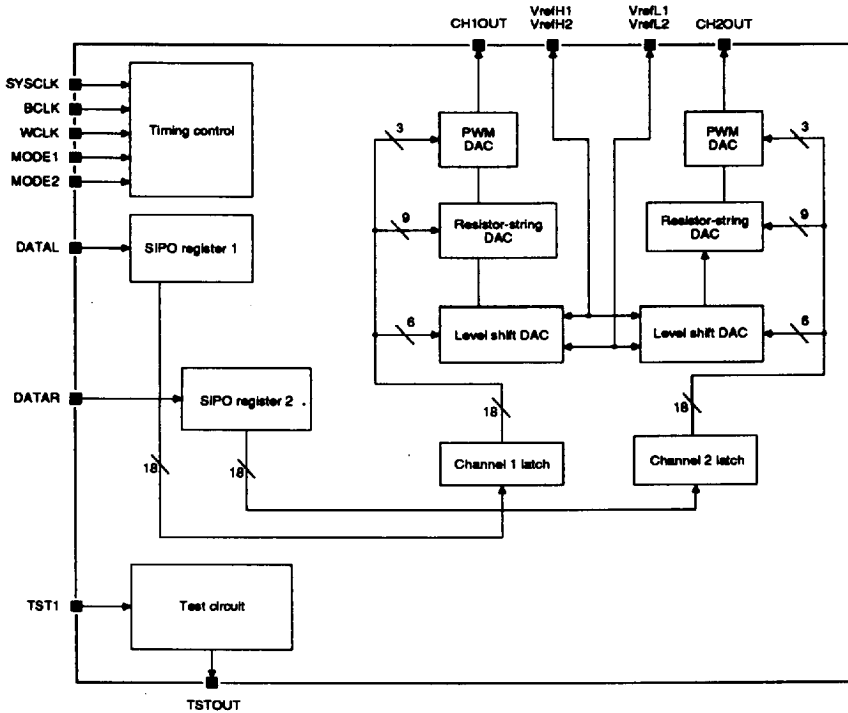 CH1OUT
VrefH1
VrefH2
VrefL1
VrefL2
CH2OUT
SYSCLK
BCLK
WCLK
MODE1
MODE2
Timing control
3
PWM
DAC
PWM
DAC
3
DATAL
SIPO register 1
9
Resistor-string
DAC
Resistor-string
DAC
9
6
Level shift DAC
Level shift DAC
6
DATAR
SIPO register 2
18
18
18
18
Channel 1 latch
Channel 2 latch
TST1
Test circuit
TSTOUT